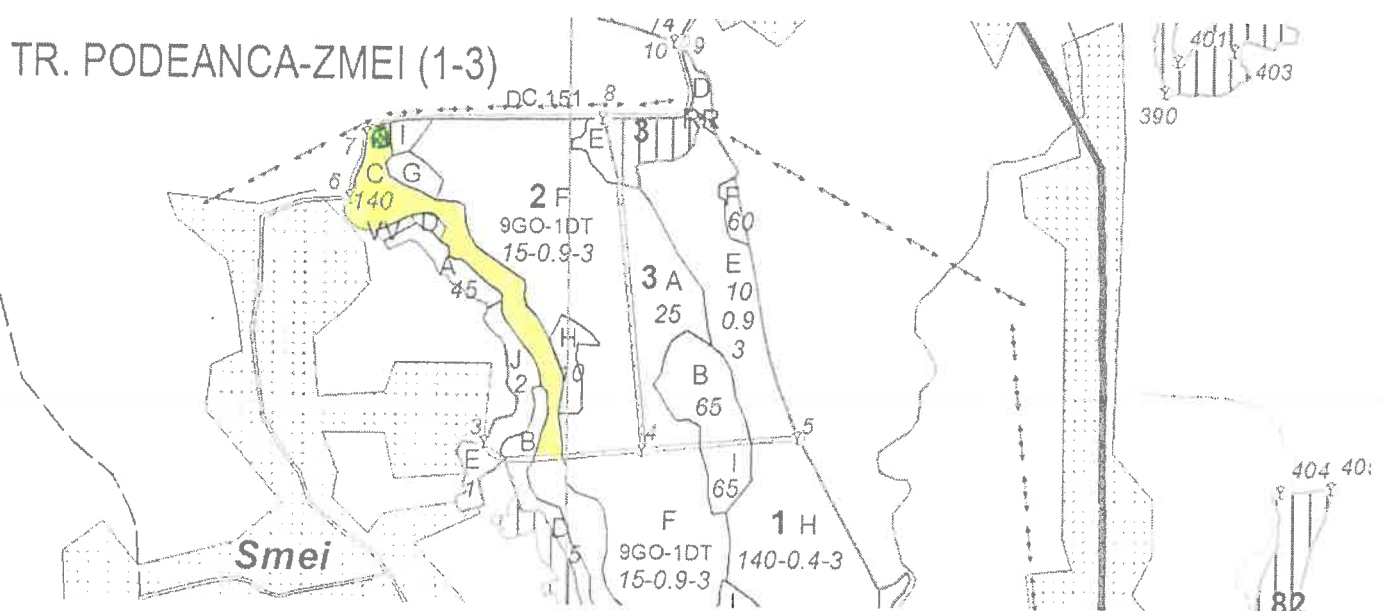 TR. PODEANCA-ZMEI (1-3)
4
10 9
401
403
390
D
DC 151
8
RR
7
I
E
3
C G
6
140
2 F
9GO-1DT
15-0.9-3
F
60
VV D
A
45
3 A
25
E
10
0.9
3
H
J
2
B
65
3
B
4
5
E
1
I
65
404
D
5
F
9GO-1DT
15-0.9-3
1 H
140-0.4-3
Smei
82